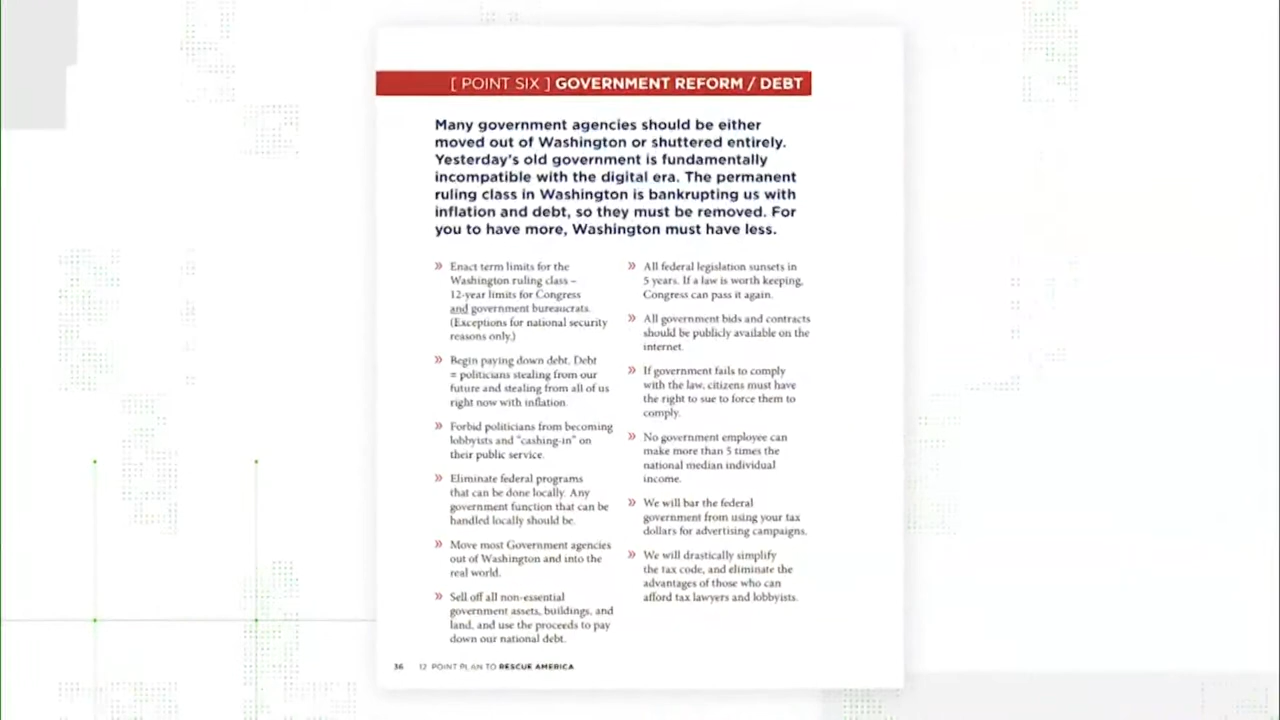 [ POINT SIX ] GOVERNMENT REFORM / DEBT
Many government agencies should be either
moved out of Washington or shuttered entirely.
Yesterday's old government is fundamentally
incompatible with the digital era. The permanent
ruling class in Washington is bankrupting us with
inflation and debt, so they must be removed. For
you to have more, Washington must have less.
» Enact term limits for the
Washington ruling class –
12-year limits for Congress
and government bureaucrats.
(Exceptions for national security
reasons only.)
» Begin paying down debt. Debt
= politicians stealing from our
future and stealing from all of us
right now with inflation.
» Forbid politicians from becoming
lobbyists and "cashing-in" on
their public service.
» Eliminate federal programs
that can be done locally. Any
government function that can be
handled locally should be.
» Move most Government agencies
out of Washington and into the
real world.
» Sell off all non-essential
government assets, buildings, and
land, and use the proceeds to pay
down our national debt.
» All federal legislation sunsets in
5 years. If a law is worth keeping,
Congress can pass it again.
» All government bids and contracts
should be publicly available on the
internet.
» If government fails to comply
with the law, citizens must have
the right to sue to force them to
comply.
» No government employee can
make more than 5 times the
national median individual
income.
» We will bar the federal
government from using your tax
dollars for advertising campaigns.
» We will drastically simplify
the tax code, and eliminate the
advantages of those who can
afford tax lawyers and lobbyists.
36 12 POINT PLAN TO RESCUE AMERICA